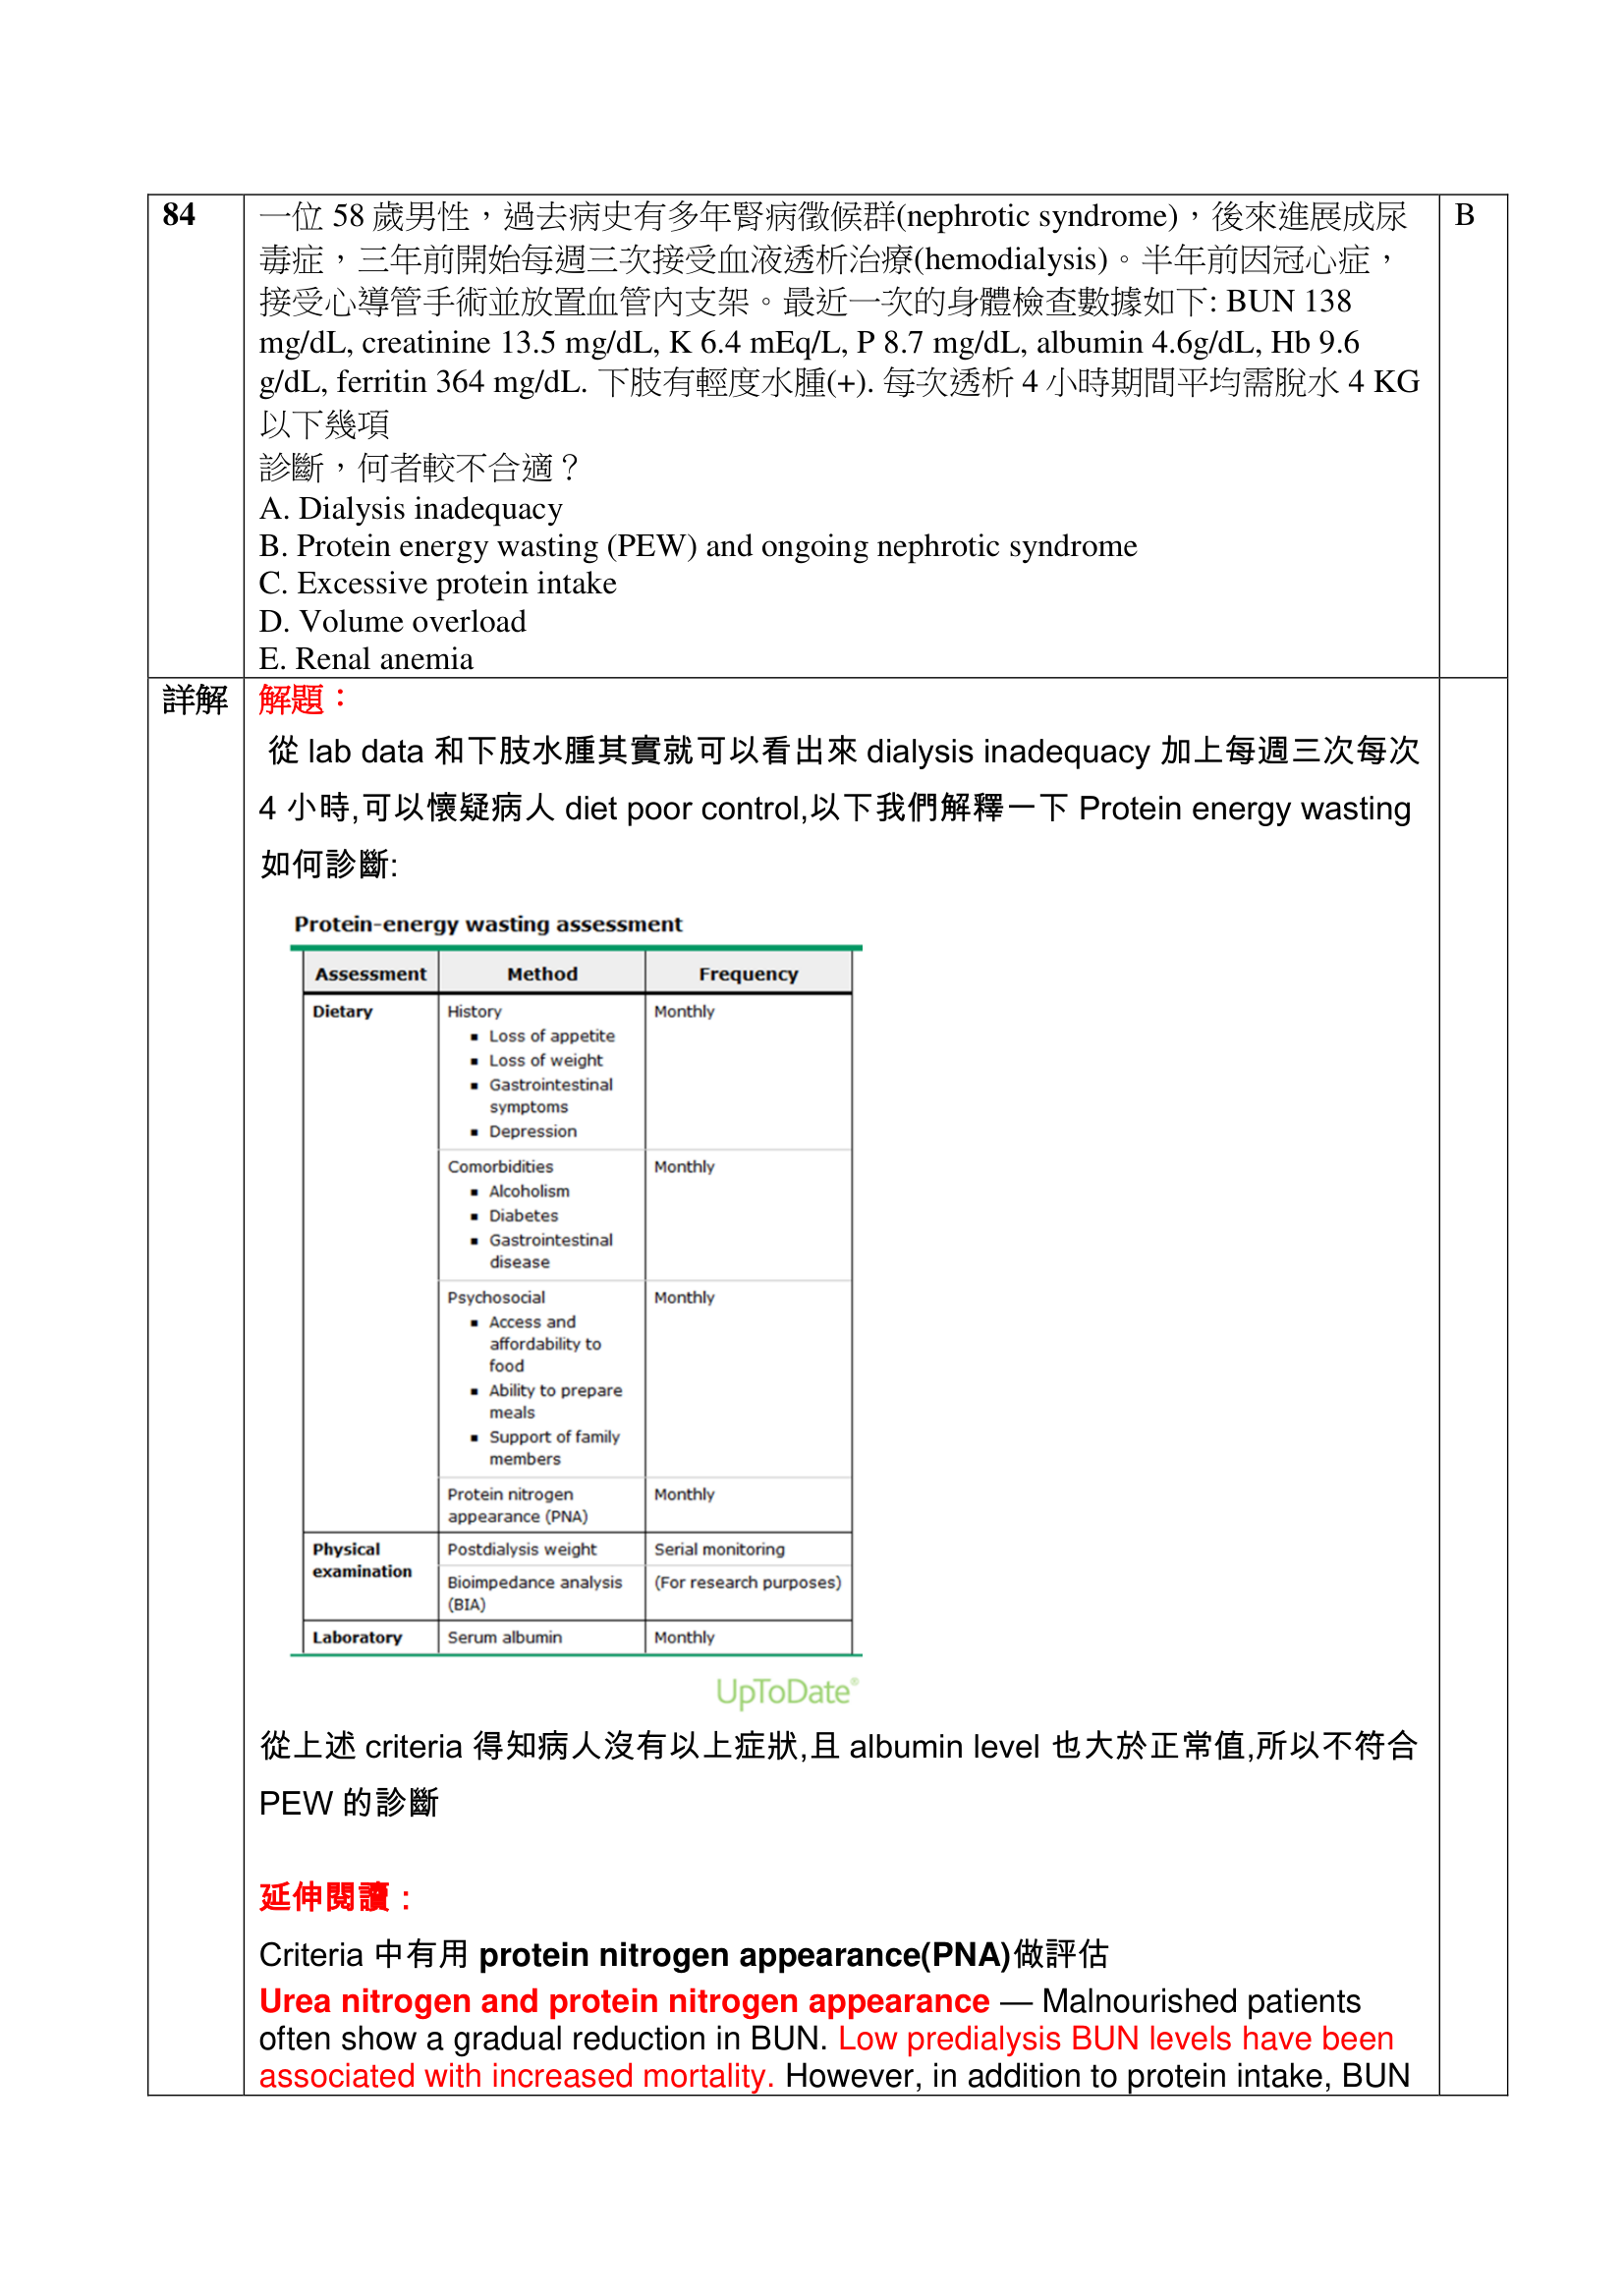 84
一位 58 歲男性，過去病史有多年腎病徵候群(nephrotic syndrome)，後來進展成尿
毒症，三年前開始每週三次接受血液透析治療(hemodialysis)。半年前因冠心症，
接受心導管手術並放置血管內支架。最近一次的身體檢查數據如下: BUN 138
mg/dL, creatinine 13.5 mg/dL, K 6.4 mEq/L, P 8.7 mg/dL, albumin 4.6g/dL, Hb 9.6
g/dL, ferritin 364 mg/dL. 下肢有輕度水腫(+). 每次透析 4 小時期間平均需脫水 4 KG
以下幾項
診斷，何者較不合適？
A. Dialysis inadequacy
B. Protein energy wasting (PEW) and ongoing nephrotic syndrome
C. Excessive protein intake
D. Volume overload
E. Renal anemia
B
詳解
解題：
從 lab data 和下肢水腫其實就可以看出來 dialysis inadequacy 加上每週三次每次
4 小時,可以懷疑病人 diet poor control,以下我們解釋一下 Protein energy wasting
如何診斷:
Protein-energy wasting assessment
Assessment Method Frequency
Dietary History Monthly
▪ Loss of appetite
▪ Loss of weight
▪ Gastrointestinal
symptoms
▪ Depression
Comorbidities Monthly
▪ Alcoholism
▪ Diabetes
▪ Gastrointestinal
disease
Psychosocial Monthly
▪ Access and
affordability to
food
▪ Ability to prepare
meals
▪ Support of family
members
Protein nitrogen Monthly
appearance (PNA)
Physical Postdialysis weight Serial monitoring
examination
Bioimpedance analysis (For research purposes)
(BIA)
Laboratory Serum albumin Monthly
UpToDate®
從上述 criteria 得知病人沒有以上症狀,且 albumin level 也大於正常值,所以不符合
PEW 的診斷
延伸閱讀：
Criteria 中有用 protein nitrogen appearance(PNA)做評估
Urea nitrogen and protein nitrogen appearance — Malnourished patients
often show a gradual reduction in BUN. Low predialysis BUN levels have been
associated with increased mortality. However, in addition to protein intake, BUN